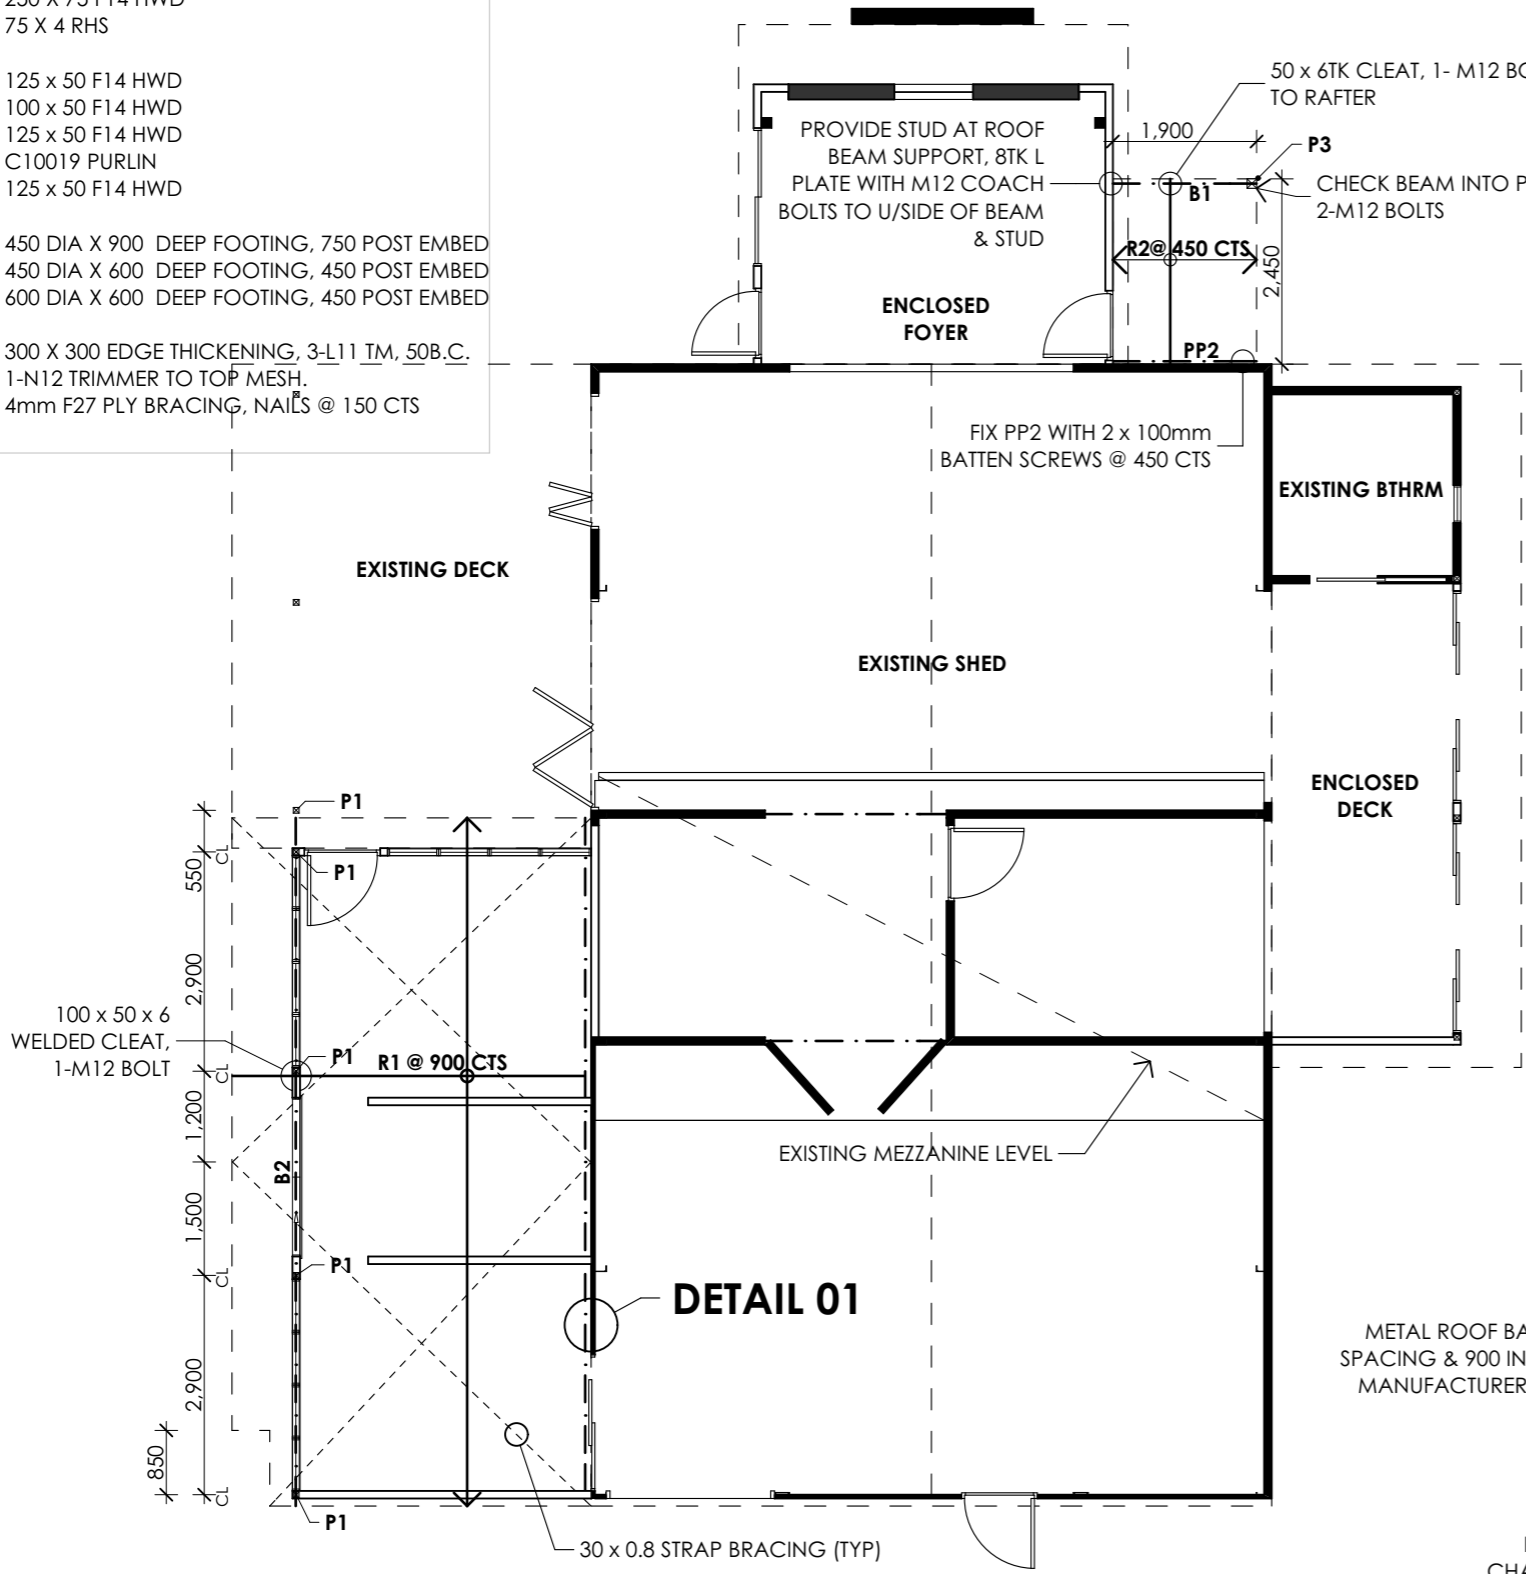 250 X 75 F14 HWD
75 X 4 RHS
125 x 50 F14 HWD
100 x 50 F14 HWD
125 x 50 F14 HWD
C10019 PURLIN
125 x 50 F14 HWD
450 DIA X 900 DEEP FOOTING, 750 POST EMBED
450 DIA X 600 DEEP FOOTING, 450 POST EMBED
600 DIA X 600 DEEP FOOTING, 450 POST EMBED
300 X 300 EDGE THICKENING, 3-L11 TM, 50B.C.
1-N12 TRIMMER TO TOP MESH.
4mm F27 PLY BRACING, NAILS @ 150 CTS
50 x 6TK CLEAT, 1- M12
TO RAFTER
PROVIDE STUD AT ROOF
BEAM SUPPORT, 8TK L
PLATE WITH M12 COACH
BOLTS TO U/SIDE OF BEAM
& STUD
1,900
P3
CHECK BEAM INTO
2-M12 BOLTS
B1
R2@ 450 CTS
2,450
ENCLOSED
FOYER
PP2
FIX PP2 WITH 2 x 100mm
BATTEN SCREWS @ 450 CTS
EXISTING BTHRM
EXISTING DECK
EXISTING SHED
ENCLOSED
DECK
P1
CL
550
P1
2,900
100 x 50 x 6
WELDED CLEAT,
1-M12 BOLT
P1
R1 @ 900 CTS
CL
1,200
EXISTING MEZZANINE LEVEL
B2
1,500
P1
CL
DETAIL 01
METAL ROOF
SPACING & 900
MANUFACTURER
2,900
850
CL
P1
30 x 0.8 STRAP BRACING (TYP)